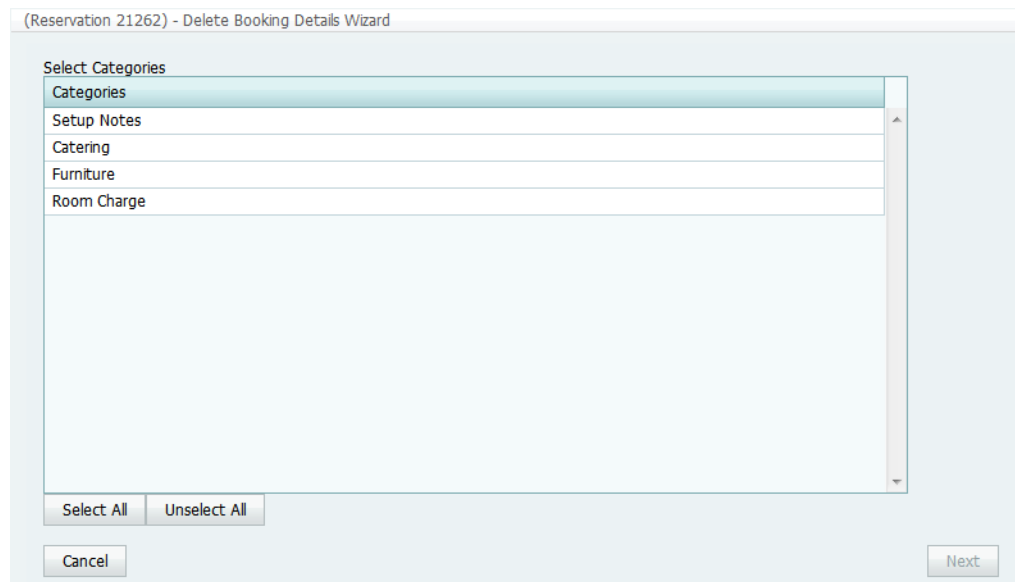 (Reservation 21262) - Delete Booking Details Wizard
Select Categories
Categories
Setup Notes
Catering
Furniture
Room Charge
Select All Unselect All
Cancel Next